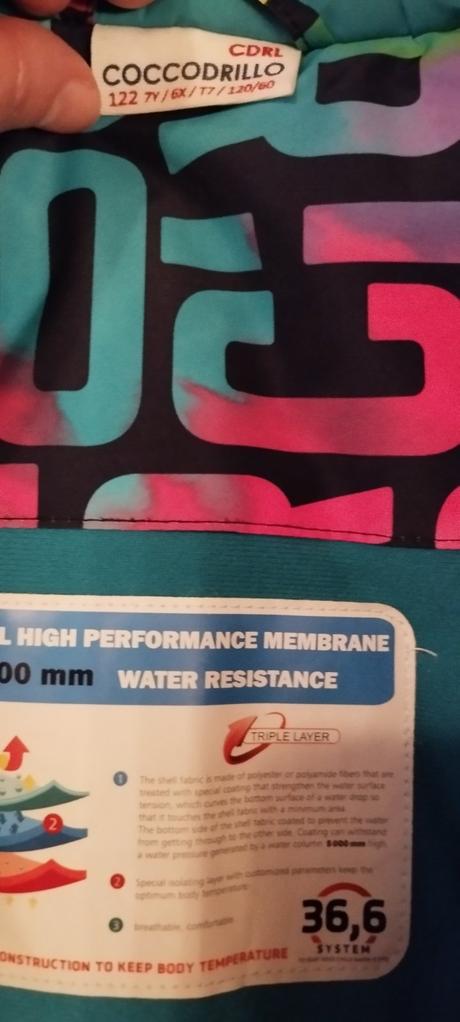 CDRL
COCCODRILLO
122 7Y / 6X / T7 / 120/60
L HIGH PERFORMANCE MEMBRANE
00 mm WATER RESISTANCE
TRIPLE LAYER
1 The shell fabric is made of polyester or polyamide fibers that are
treated with special coating that strengthen the water surface
tension, which curves the bottom surface of a water drop so
that it touches the shell fabric with a minimum area.
The bottom side of the shell fabric coated to prevent the water
from getting through to the other side. Coating can withstand
a water pressure generated by a water column 5000 mm high.
2
2 Special isolating layer with customized parameters keep the
optimum body temperature
3 breathable, comfortable
36,6
SYSTEM
ONSTRUCTION TO KEEP BODY TEMPERATURE